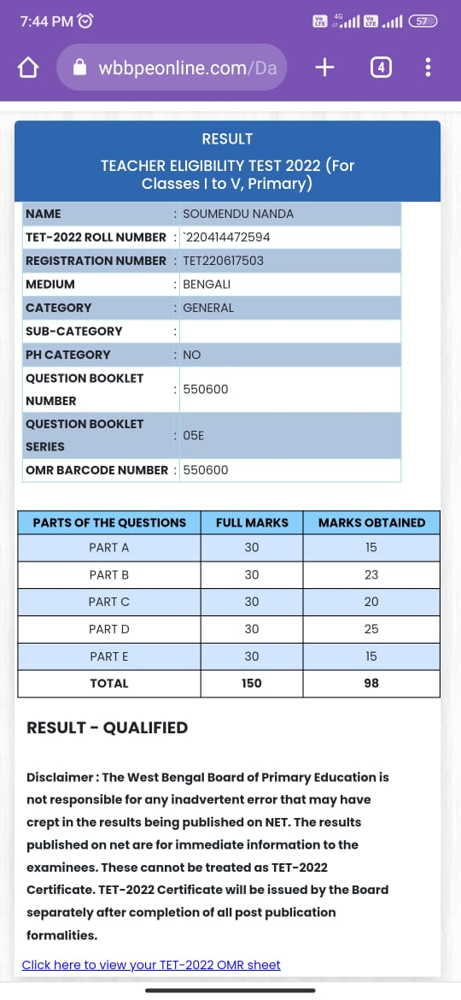 7:44 PM
Vo LTE 4G Vo LTE 57
wbbpeonline.com/Da
4
RESULT
TEACHER ELIGIBILITY TEST 2022 (For
Classes I to V, Primary)
NAME : SOUMENDU NANDA
TET-2022 ROLL NUMBER : `220414472594
REGISTRATION NUMBER : TET220617503
MEDIUM : BENGALI
CATEGORY : GENERAL
SUB-CATEGORY :
PH CATEGORY : NO
QUESTION BOOKLET
NUMBER : 550600
QUESTION BOOKLET
SERIES : 05E
OMR BARCODE NUMBER : 550600
PARTS OF THE QUESTIONS FULL MARKS MARKS OBTAINED
PART A 30 15
PART B 30 23
PART C 30 20
PART D 30 25
PART E 30 15
TOTAL 150 98
RESULT - QUALIFIED
Disclaimer : The West Bengal Board of Primary Education is
not responsible for any inadvertent error that may have
crept in the results being published on NET. The results
published on net are for immediate information to the
examinees. These cannot be treated as TET-2022
Certificate. TET-2022 Certificate will be issued by the Board
separately after completion of all post publication
formalities.
Click here to view your TET-2022 OMR sheet